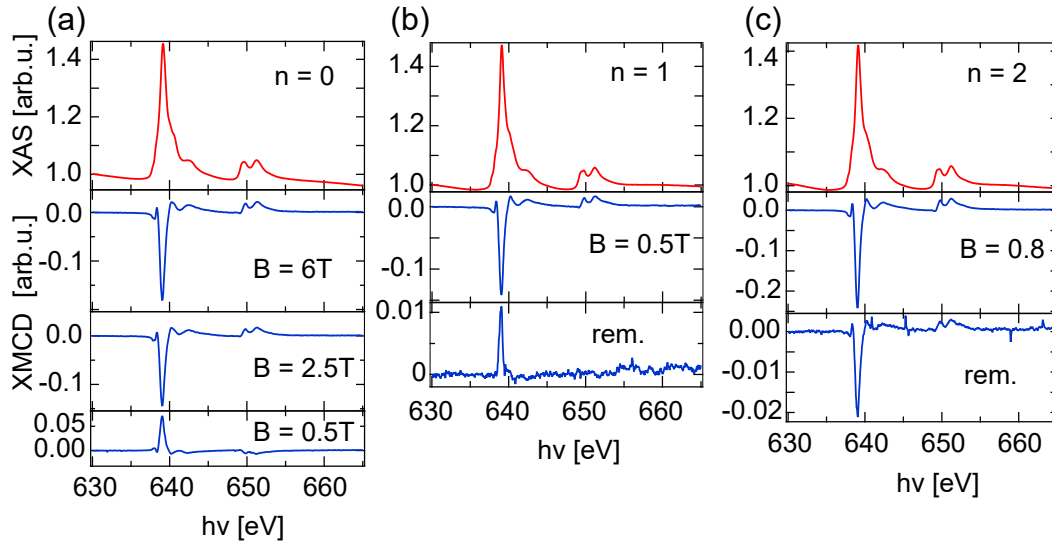 (a)
XAS [arb.u.]
1.4
1.2
1.0
n = 0
XMCD [arb.u.]
0.0
-0.1
B = 6T
0.0
-0.1
B = 2.5T
0.05
0.00
B = 0.5T
630 640 650 660
hν [eV]
(b)
1.4
1.2
1.0
n = 1
0.0
-0.1
B = 0.5T
0.01
0
rem.
630 640 650 660
hν [eV]
(c)
1.4
1.2
1.0
n = 2
0.0
-0.1
-0.2
B = 0.8
0.00
-0.01
-0.02
rem.
630 640 650 660
hν [eV]